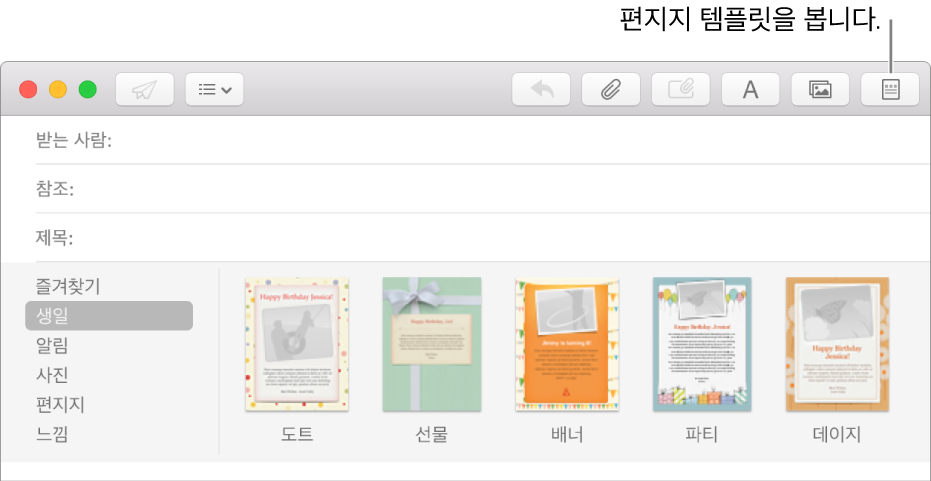 편지지 템플릿을 봅니다.
A
받는 사람:
참조:
제목:
즐겨찾기
생일
알림
사진
편지지
느낌
Happy Birthday Jessica!
Happy Birthday, Liz!
Jimmy is turning 6!
Happy Birthday Jessica!
Happy Birthday
Jessica!
도트
선물
배너
파티
데이지